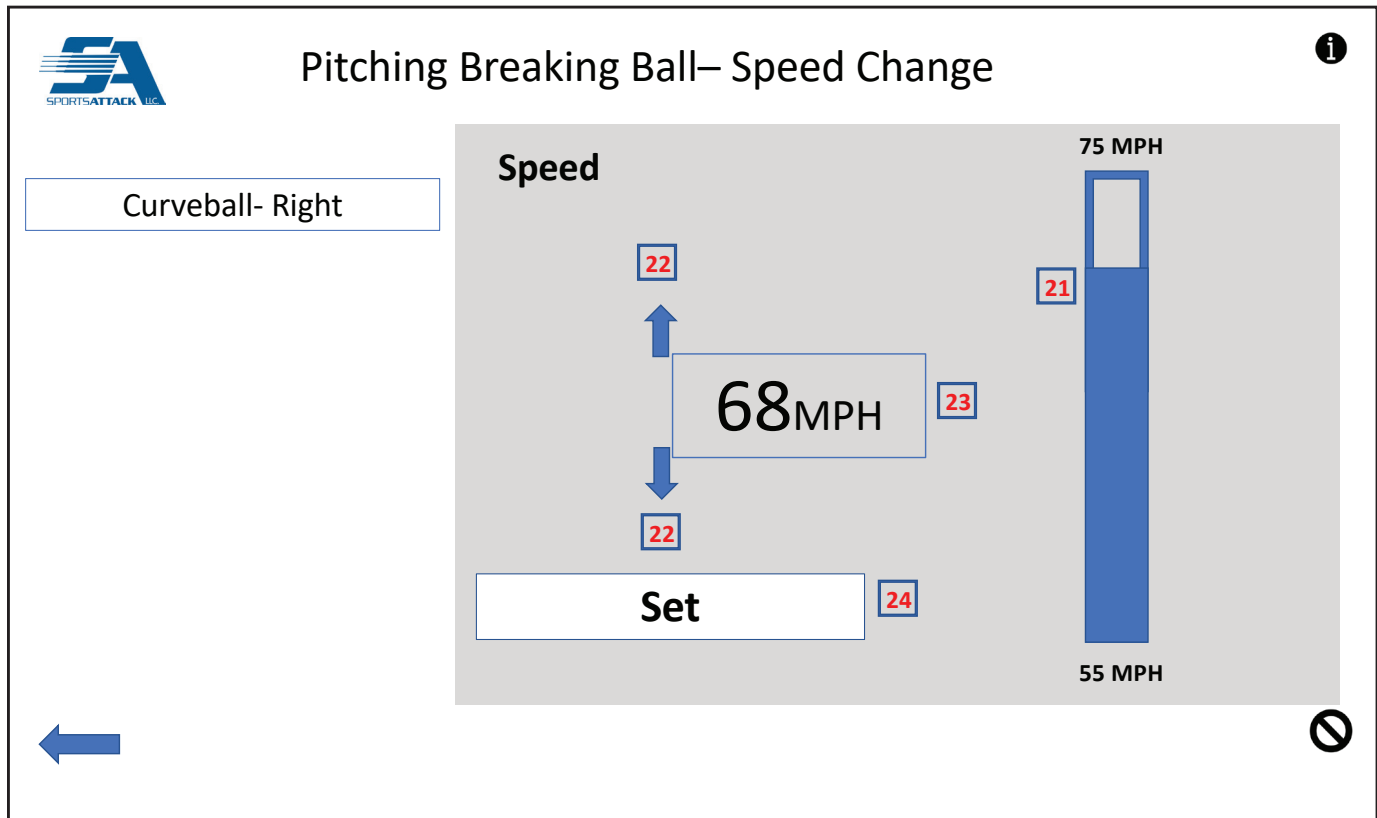 SPORTSATTACK LLC.
Pitching Breaking Ball– Speed Change
i
Curveball- Right
Speed
75 MPH
22
21
68MPH
23
22
Set
24
55 MPH